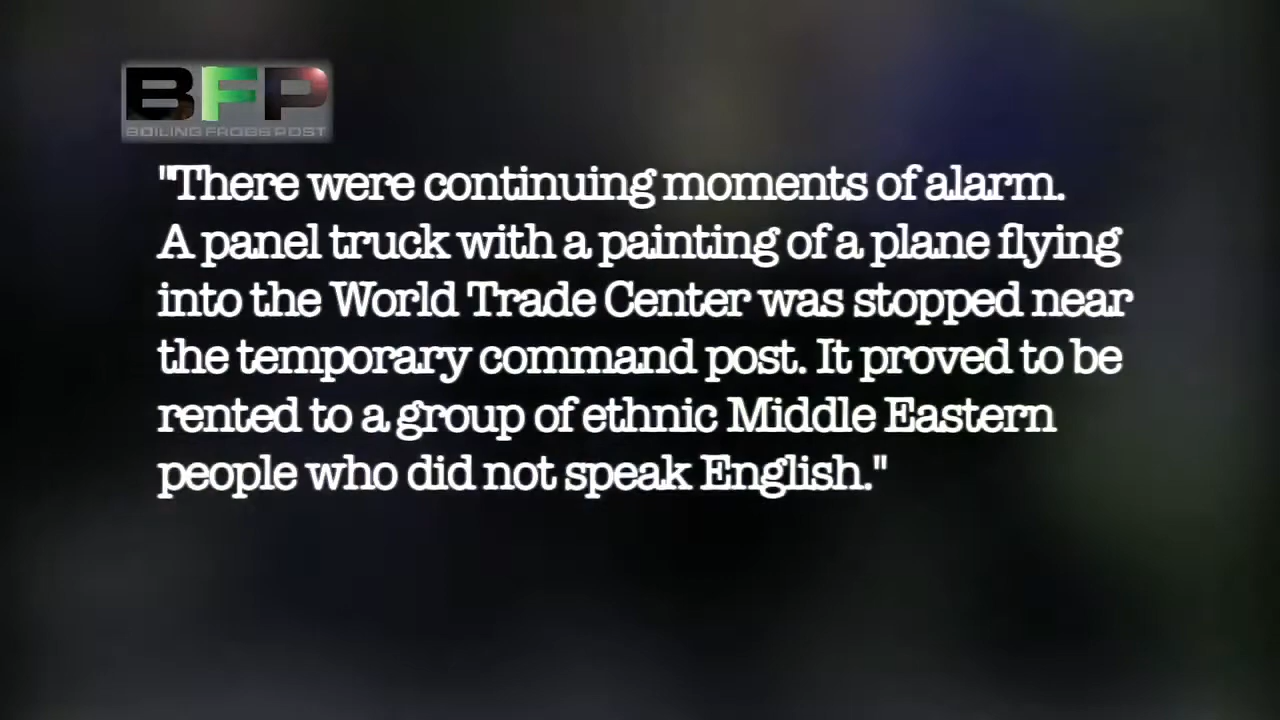 BFP
BOILING FROGS POST
"There were continuing moments of alarm.
A panel truck with a painting of a plane flying
into the World Trade Center was stopped near
the temporary command post. It proved to be
rented to a group of ethnic Middle Eastern
people who did not speak English."